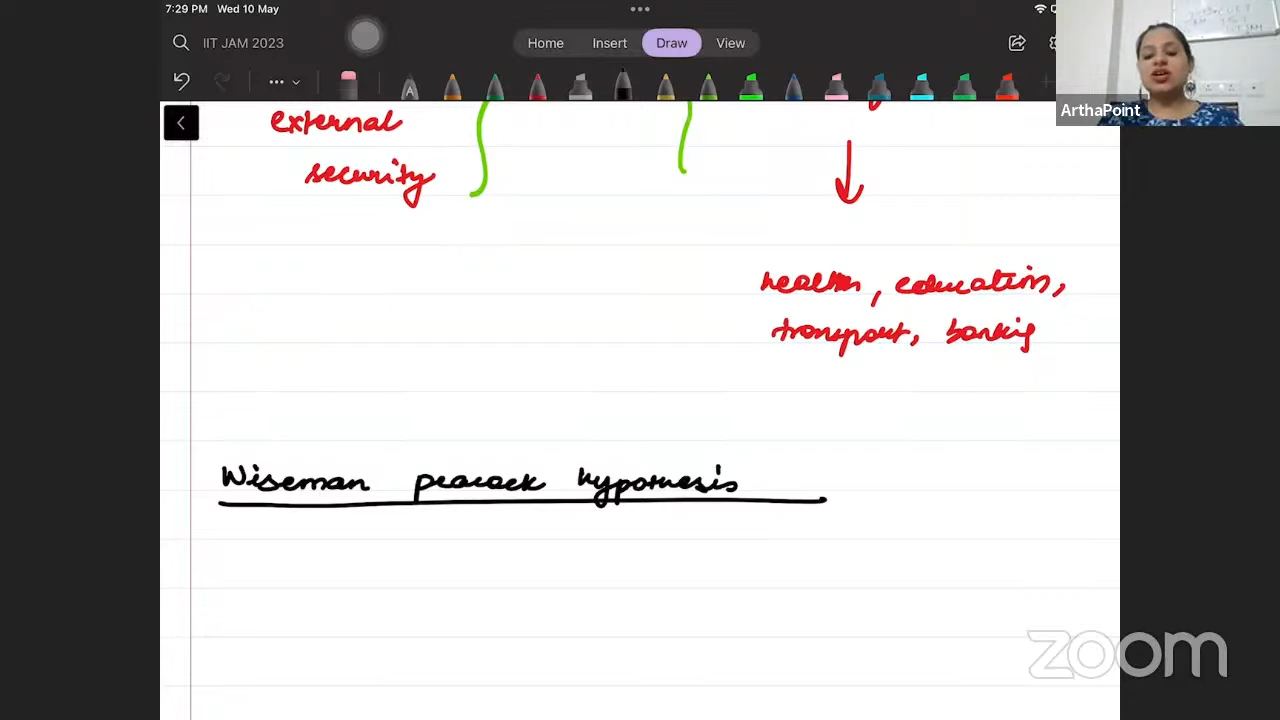 7:29 PM Wed 10 May
IIT JAM 2023
Home Insert Draw View
ArthaPoint
external
security
health, education,
transport, banking
Wiseman peacock hypothesis
zoom